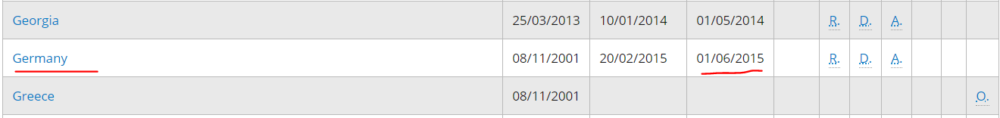 Georgia 25/03/2013 10/01/2014 01/05/2014 R. D. A.
Germany 08/11/2001 20/02/2015 01/06/2015 R. D. A.
Greece 08/11/2001 O.